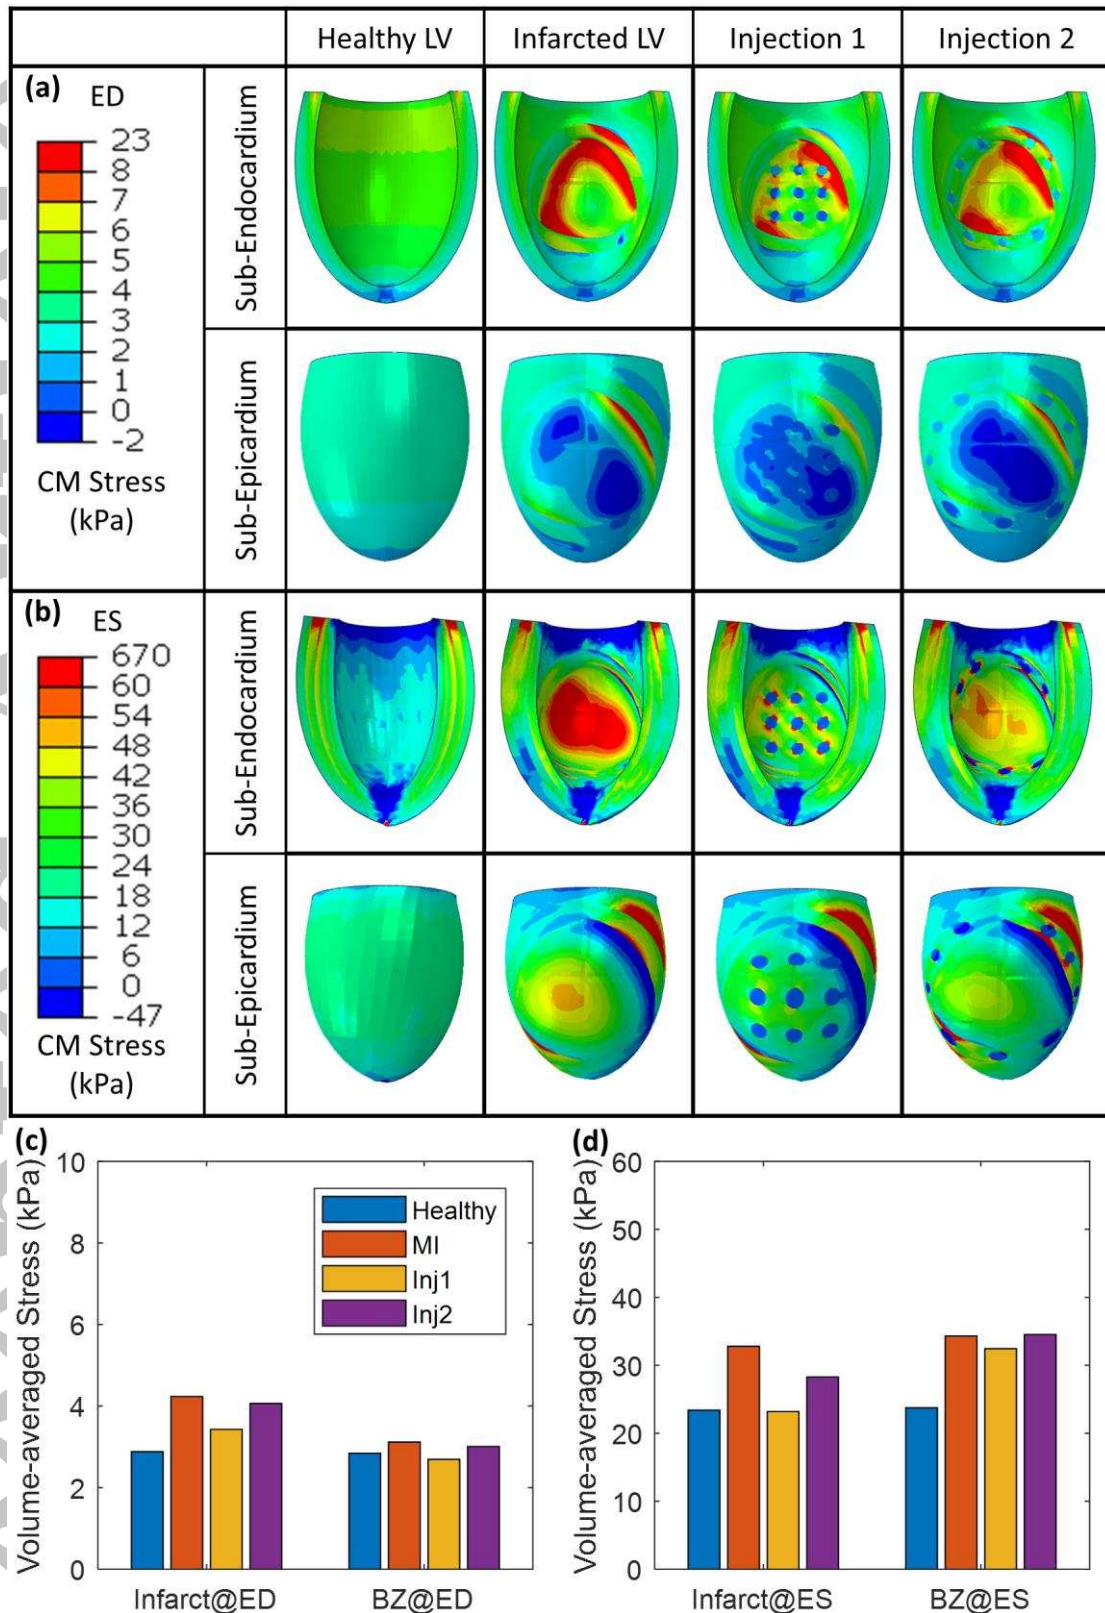 Healthy LV Infarcted LV Injection 1 Injection 2
(a) ED
23
8
7
6
5
4
3
2
1
0
-2
CM Stress
(kPa)
Sub-Endocardium
Sub-Epicardium
(b) ES
670
60
54
48
42
36
30
24
18
12
6
0
-47
CM Stress
(kPa)
Sub-Endocardium
Sub-Epicardium
(c)
Volume-averaged Stress (kPa)
10
8
6
4
2
0
Healthy
MI
Inj1
Inj2
Infarct@ED BZ@ED
(d)
Volume-averaged Stress (kPa)
60
50
40
30
20
10
0
Infarct@ES BZ@ES